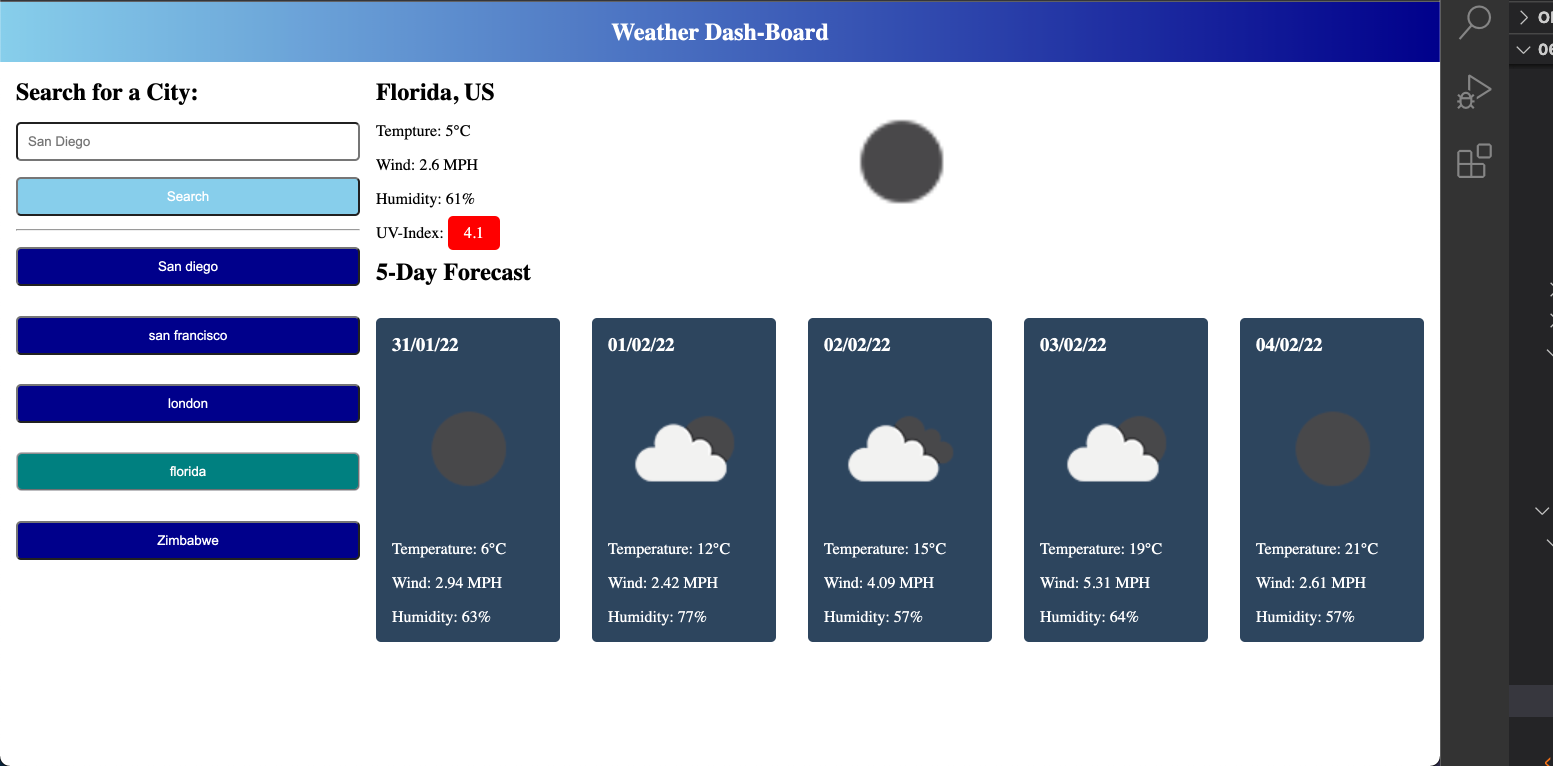 Weather Dash-Board
Search for a City:
San Diego
Search
San diego
san francisco
london
florida
Zimbabwe
Florida, US
Tempture: 5°C
Wind: 2.6 MPH
Humidity: 61%
UV-Index: 4.1
5-Day Forecast
31/01/22
Temperature: 6°C
Wind: 2.94 MPH
Humidity: 63%
01/02/22
Temperature: 12°C
Wind: 2.42 MPH
Humidity: 77%
02/02/22
Temperature: 15°C
Wind: 4.09 MPH
Humidity: 57%
03/02/22
Temperature: 19°C
Wind: 5.31 MPH
Humidity: 64%
04/02/22
Temperature: 21°C
Wind: 2.61 MPH
Humidity: 57%